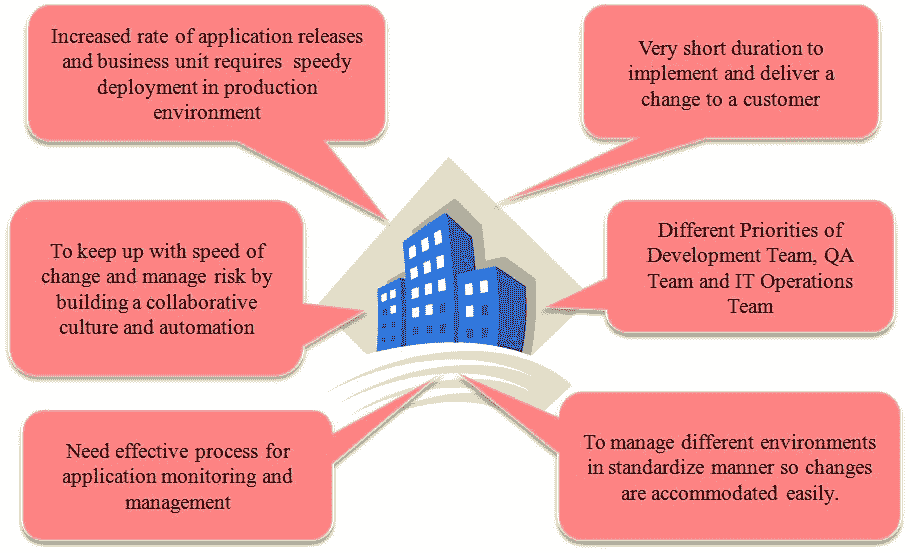 Increased rate of application releases
and business unit requires speedy
deployment in production
environment
Very short duration to
implement and deliver a
change to a customer
To keep up with speed of
change and manage risk by
building a collaborative
culture and automation
Different Priorities of
Development Team, QA
Team and IT Operations
Team
Need effective process for
application monitoring and
management
To manage different environments
in standardize manner so changes
are accommodated easily.